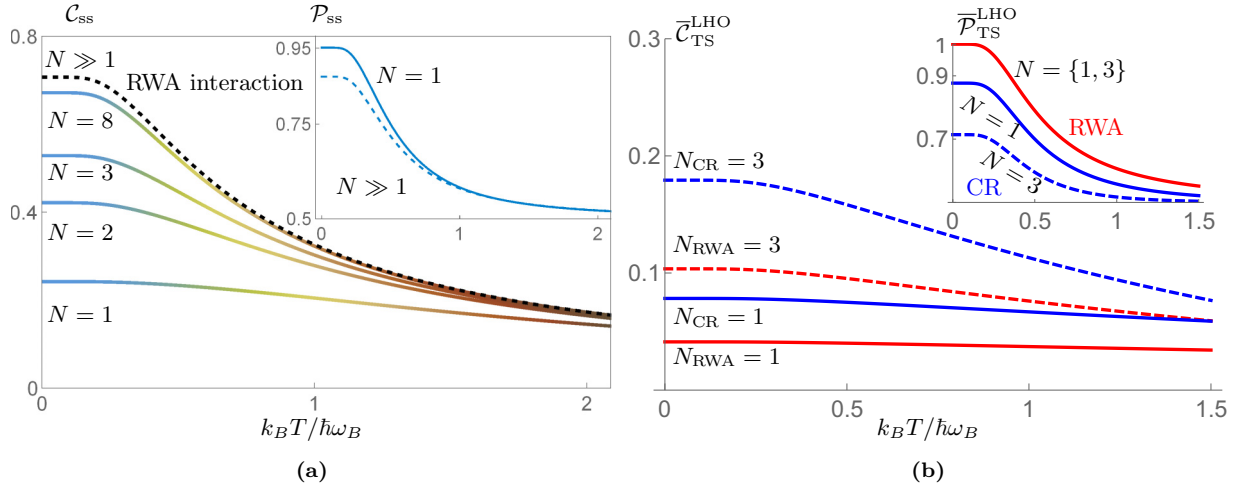 𝒞ss
𝒫ss
0.8
N ≫ 1
RWA interaction
0.95
N = 1
N = 8
0.75
N = 3
N ≫ 1
0.4
0.5
0
1
2
N = 2
N = 1
0
0
1
2
k_B T/ℏω_B
(a)
𝒞̅_TS^LHO
𝒫̅_TS^LHO
0.3
1
N = {1, 3}
0.9
N = 1
RWA
0.7
N = 3
CR
0
0.5
1
1.5
0.2
N_CR = 3
N_RWA = 3
0.1
N_CR = 1
N_RWA = 1
0
0.5
1
1.5
k_B T/ℏω_B
(b)